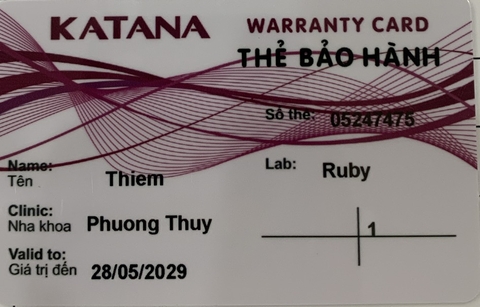 KATANA WARRANTY CARD
THẺ BẢO HÀNH
Số thẻ: 05247475
Name:
Tên Thiem
Lab: Ruby
Clinic:
Nha khoa Phuong Thuy
1
Valid to:
Giá trị đến 28/05/2029